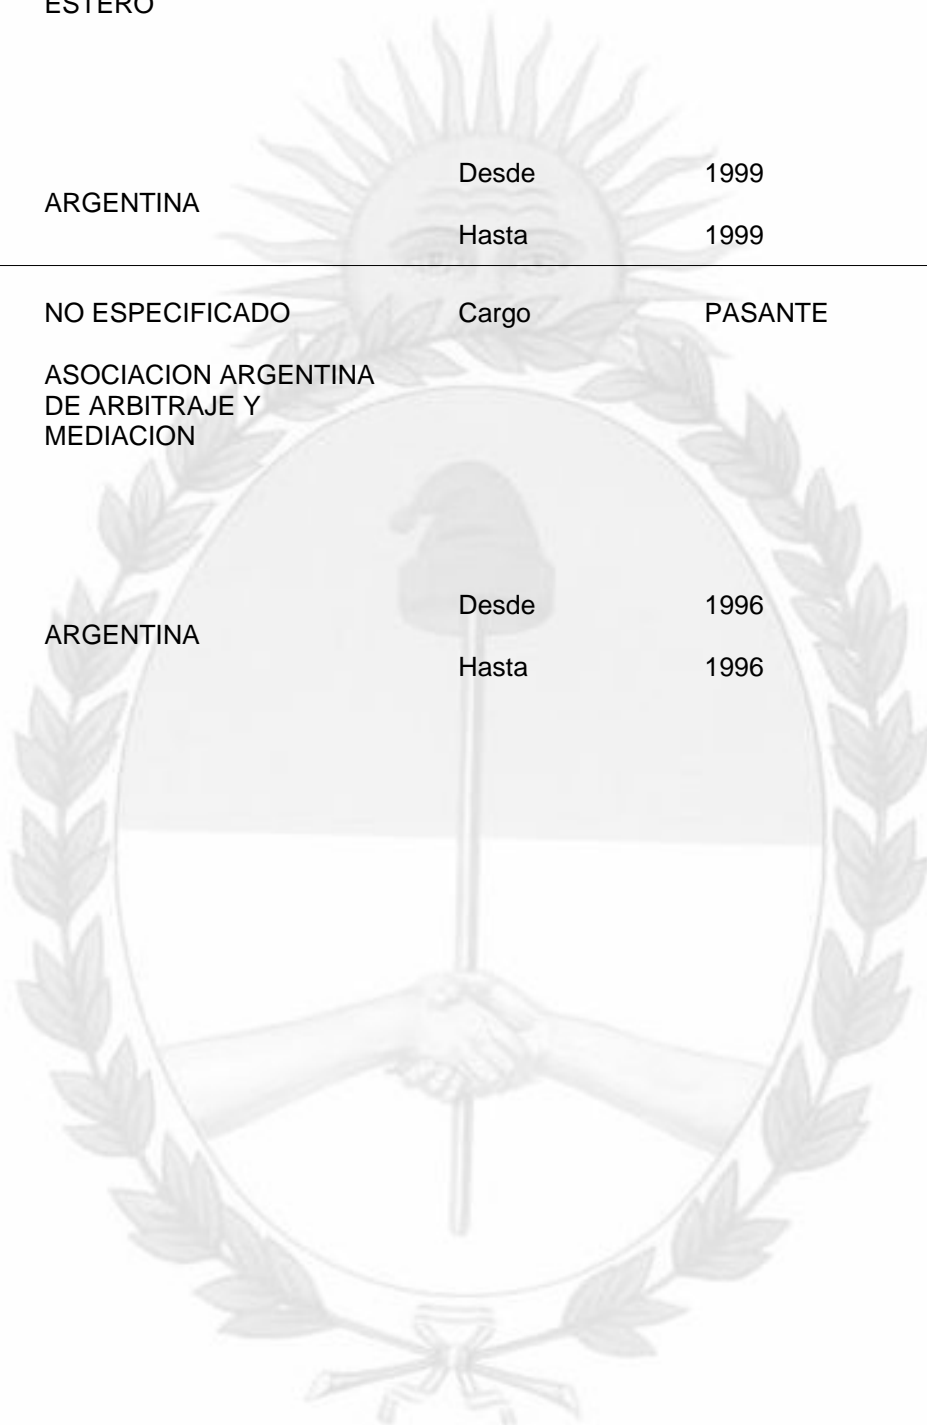 ESTERO
Desde 1999
ARGENTINA
Hasta 1999
NO ESPECIFICADO Cargo PASANTE
ASOCIACION ARGENTINA
DE ARBITRAJE Y
MEDIACION
Desde 1996
ARGENTINA
Hasta 1996